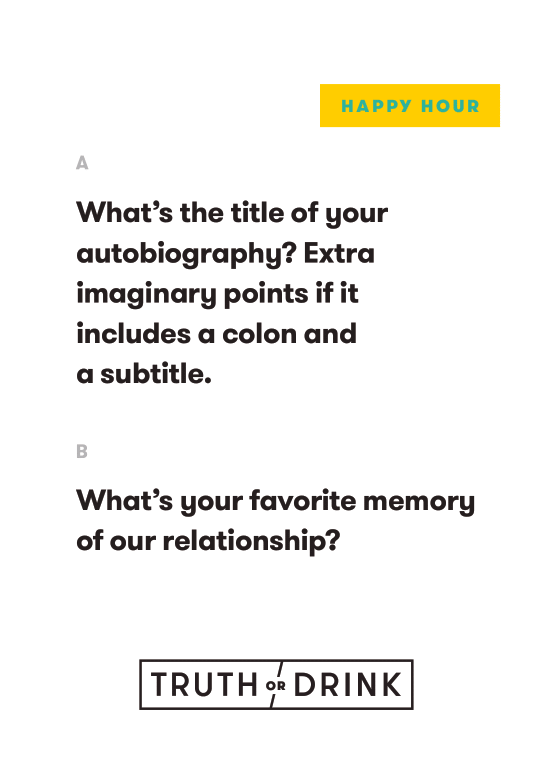 HAPPY HOUR
A
What’s the title of your
autobiography? Extra
imaginary points if it
includes a colon and
a subtitle.
B
What’s your favorite memory
of our relationship?
TRUTH OR DRINK